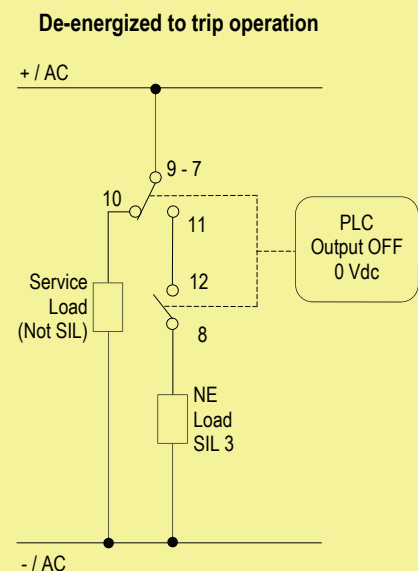 De-energized to trip operation
+ / AC
9 - 7
10
11
PLC
Output OFF
0 Vdc
Service
Load
(Not SIL)
12
8
NE
Load
SIL 3
- / AC